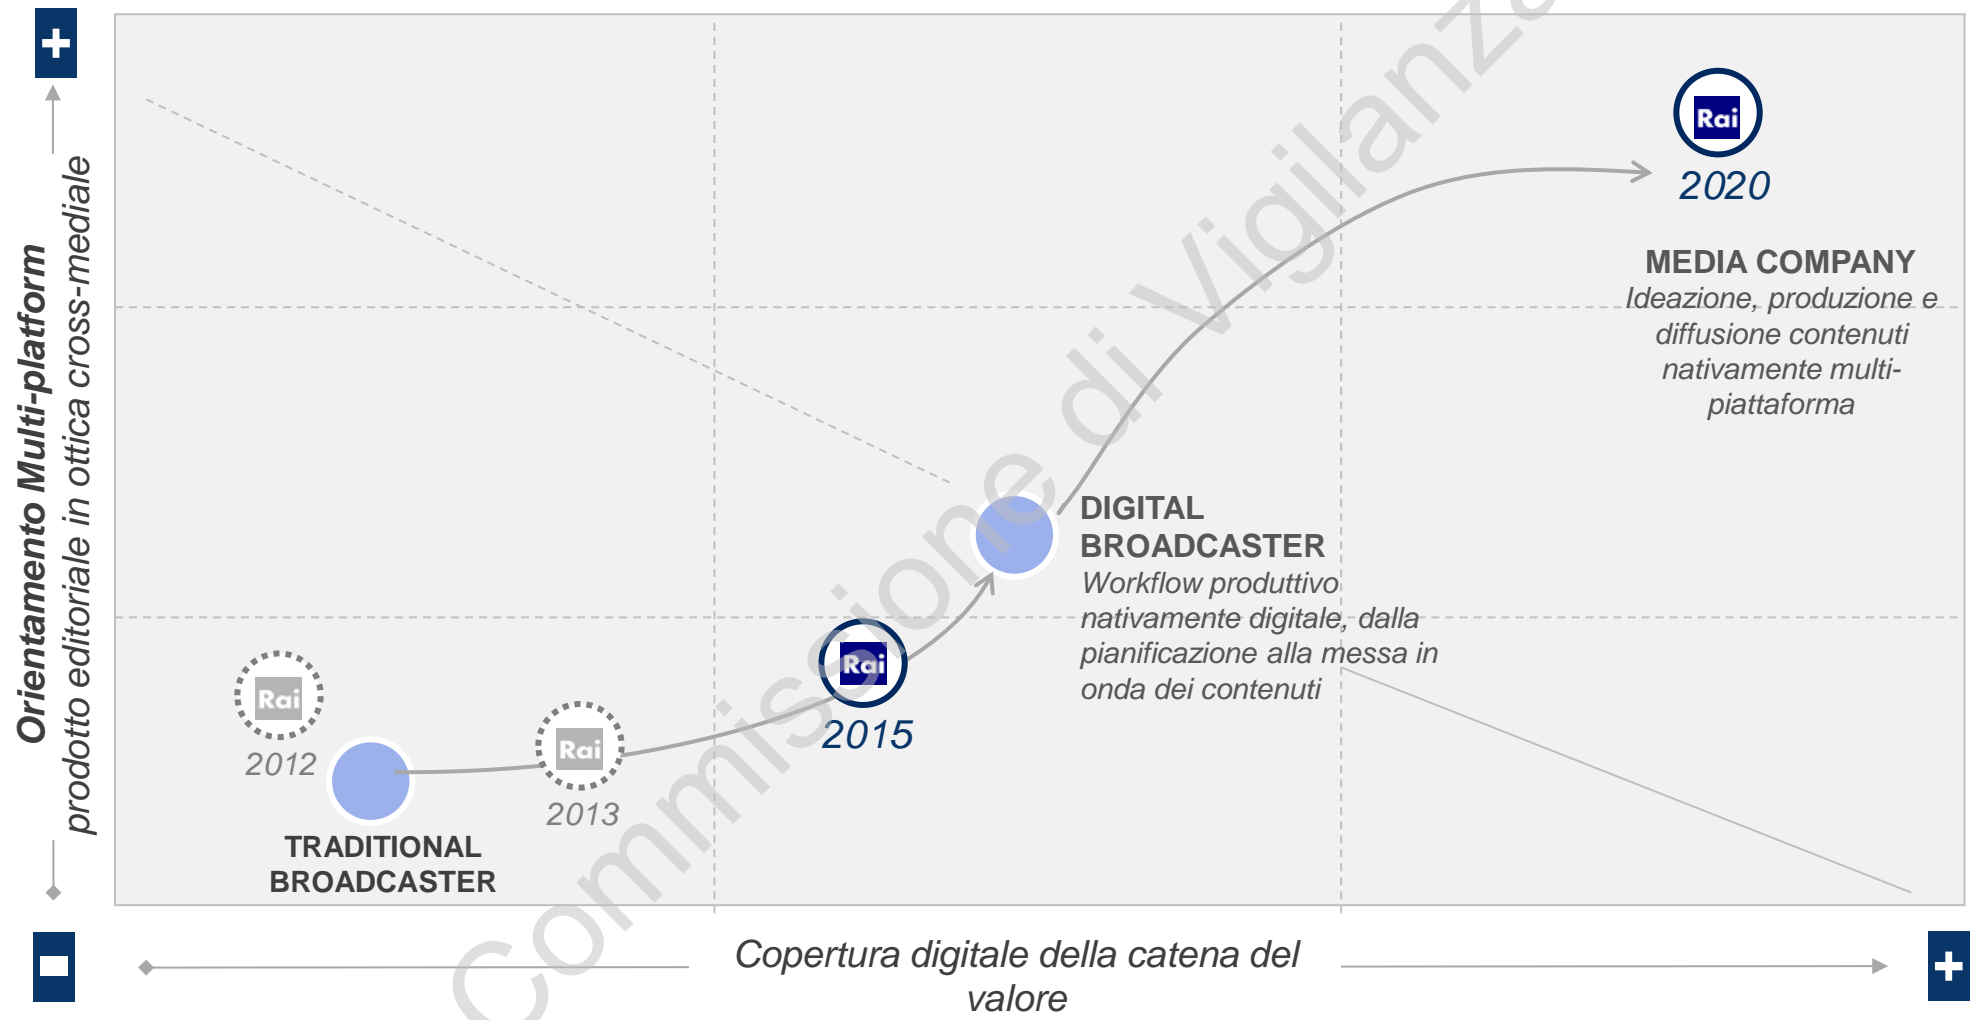 +
Orientamento Multi-platform
prodotto editoriale in ottica cross-mediale
Rai
2020
MEDIA COMPANY
Ideazione, produzione e
diffusione contenuti
nativamente multi-
piattaforma
DIGITAL
BROADCASTER
Workflow produttivo
nativamente digitale, dalla
pianificazione alla messa in
onda dei contenuti
Rai
2015
Rai
2012
Rai
2013
TRADITIONAL
BROADCASTER
Copertura digitale della catena del
valore
+
Commissione di Vigilanza